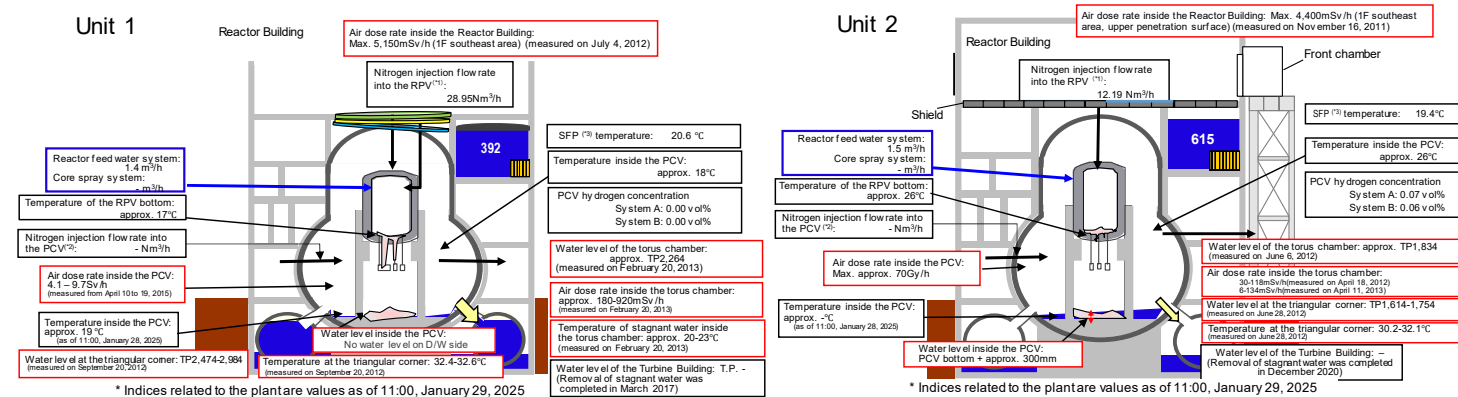 Unit 1
Reactor Building
Air dose rate inside the Reactor Building:
Max. 5,150mSv/h (1F southeast area) (measured on July 4, 2012)
Nitrogen injection flow rate
into the RPV(*1):
28.95Nm3/h
392
SFP (*3) temperature: 20.6 ℃
Reactor feed water system:
1.4 m3/h
Core spray system:
- m3/h
Temperature inside the PCV:
approx. 18℃
PCV hydrogen concentration
System A: 0.00 vol%
System B: 0.00 vol%
Temperature of the RPV bottom:
approx. 17℃
Nitrogen injection flow rate into
the PCV(*2): - Nm3/h
Water level of the torus chamber:
approx. TP2,264
(measured on February 20, 2013)
Air dose rate inside the PCV:
4.1 – 9.7Sv/h
(measured from April 10 to 19, 2015)
Air dose rate inside the torus chamber:
approx. 180-920mSv/h
(measured on February 20, 2013)
Temperature inside the PCV:
approx. 19 ℃
(as of 11:00, January 28, 2025)
Water level inside the PCV:
No water level on D/W side
Temperature of stagnant water inside
the torus chamber: approx. 20-23℃
(measured on February 20, 2013)
Water level at the triangular corner: TP2,474-2,984
(measured on September 20, 2012)
Temperature at the triangular corner: 32.4-32.6℃
(measured on September 20, 2012)
Water level of the Turbine Building: T.P. -
(Removal of stagnant water was
completed in March 2017)
* Indices related to the plant are values as of 11:00, January 29, 2025
Unit 2
Air dose rate inside the Reactor Building: Max. 4,400mSv/h (1F southeast
area, upper penetration surface) (measured on November 16, 2011)
Reactor Building
Front chamber
Nitrogen injection flow rate
into the RPV (*1):
12.19 Nm3/h
Shield
615
SFP (*3) temperature: 19.4℃
Reactor feed water system:
1.5 m3/h
Core spray system:
- m3/h
Temperature inside the PCV:
approx. 26℃
Temperature of the RPV bottom:
approx. 26℃
PCV hydrogen concentration
System A: 0.07 vol%
System B: 0.06 vol%
Nitrogen injection flow rate into
the PCV(*2): - Nm3/h
Water level of the torus chamber: approx. TP1,834
(measured on June 6, 2012)
Air dose rate inside the PCV:
Max. approx. 70Gy/h
Air dose rate inside the torus chamber:
30-118mSv/h(measured on April 18, 2012)
6-134mSv/h(measured on April 11, 2013)
Temperature inside the PCV:
approx. -℃
(as of 11:00, January 28, 2025)
Water level at the triangular corner: TP1,614-1,754
(measured on June 28, 2012)
Temperature at the triangular corner: 30.2-32.1℃
(measured on June 28, 2012)
Water level inside the PCV:
PCV bottom + approx. 300mm
Water level of the Turbine Building: –
(Removal of stagnant water was completed
in December 2020)
* Indices related to the plant are values as of 11:00, January 29, 2025